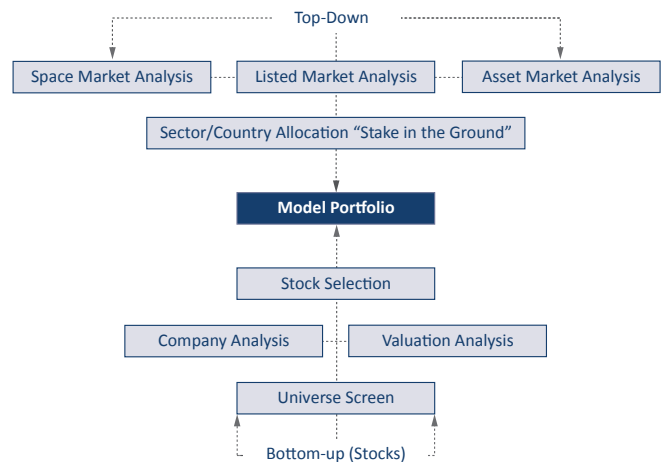 Top-Down
Space Market Analysis
Listed Market Analysis
Asset Market Analysis
Sector/Country Allocation “Stake in the Ground”
Model Portfolio
Stock Selection
Company Analysis
Valuation Analysis
Universe Screen
Bottom-up (Stocks)